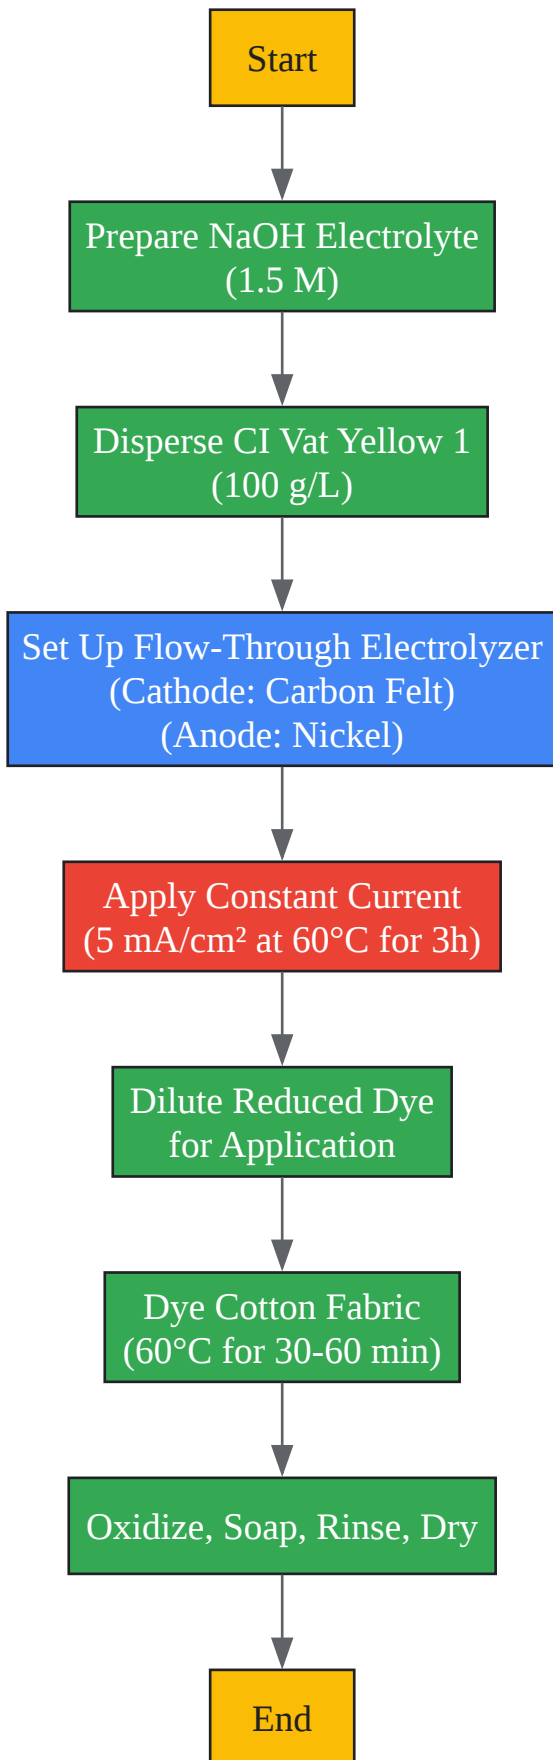 Start
Prepare NaOH Electrolyte
(1.5 M)
Disperse CI Vat Yellow 1
(100 g/L)
Set Up Flow-Through Electrolyzer
(Cathode: Carbon Felt)
(Anode: Nickel)
Apply Constant Current
(5 mA/cm² at 60°C for 3h)
Dilute Reduced Dye
for Application
Dye Cotton Fabric
(60°C for 30-60 min)
Oxidize, Soap, Rinse, Dry
End